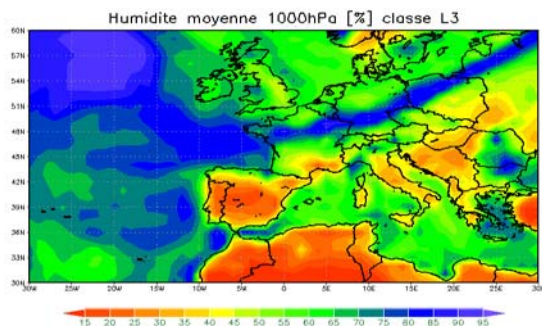 Humidite moyenne 1000hPa [%] classe L3
60N
57N
54N
51N
48N
45N
42N
39N
36N
33N
30N
30W 25W 20W 15W 10W 5W 0 5E 10E 15E 20E 25E 30E
15 20 25 30 35 40 45 50 55 60 65 70 75 80 85 90 95